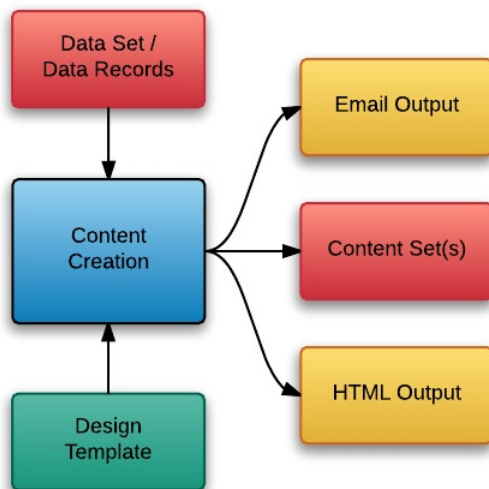 Data Set /
Data Records
Email Output
Content
Creation
Content Set(s)
HTML Output
Design
Template